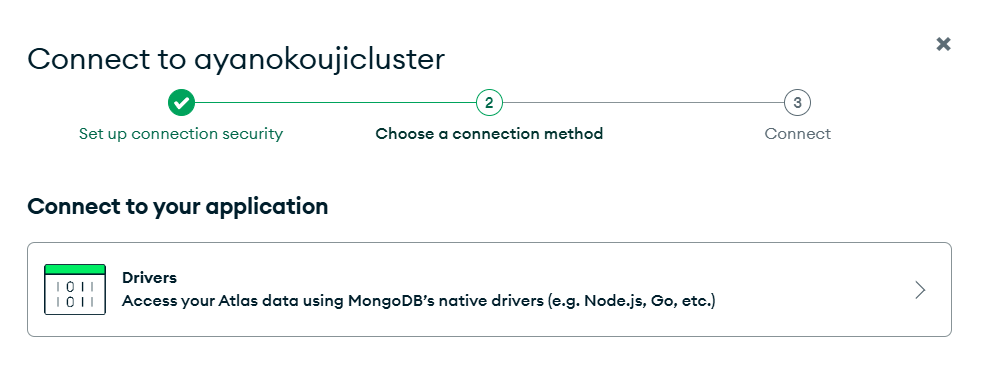 Connect to ayanokoujicluster
2
3
Set up connection security
Choose a connection method
Connect
Connect to your application
Drivers
1011
1011
Access your Atlas data using MongoDB's native drivers (e.g. Node.js, Go, etc.)